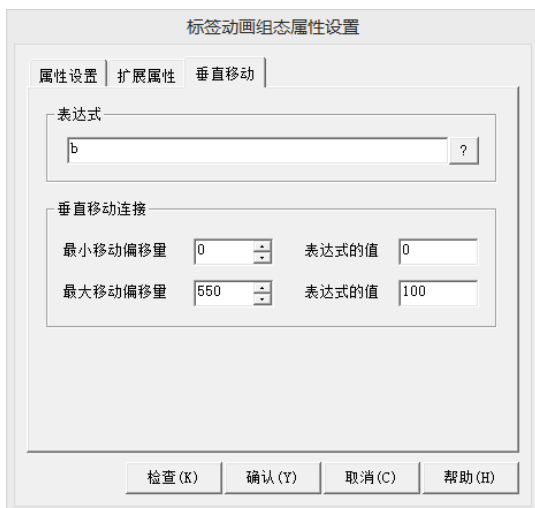 标签动画组态属性设置
属性设置 扩展属性 垂直移动
表达式
b ?
垂直移动连接
最小移动偏移量 0 表达式的值 0
最大移动偏移量 550 表达式的值 100
检查(K) 确认(Y) 取消(C) 帮助(H)